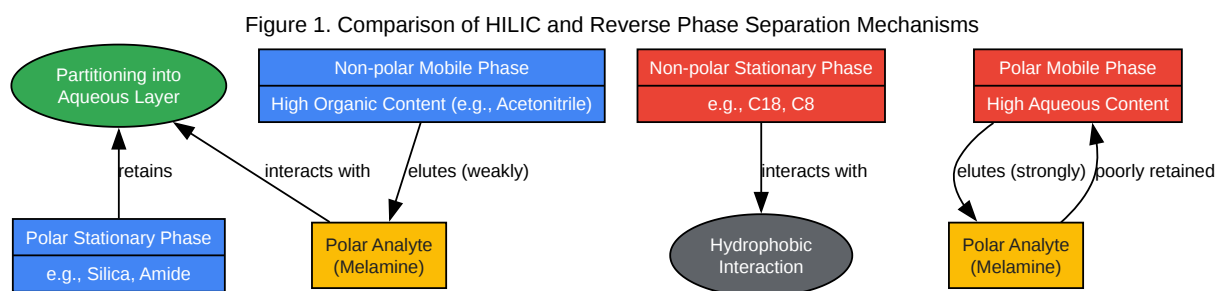 Figure 1. Comparison of HILIC and Reverse Phase Separation Mechanisms
Partitioning into
Aqueous Layer
Non-polar Mobile Phase
High Organic Content (e.g., Acetonitrile)
Non-polar Stationary Phase
e.g., C18, C8
Polar Mobile Phase
High Aqueous Content
retains
interacts with
elutes (weakly)
interacts with
elutes (strongly)
poorly retained
Polar Stationary Phase
e.g., Silica, Amide
Polar Analyte
(Melamine)
Hydrophobic
Interaction
Polar Analyte
(Melamine)